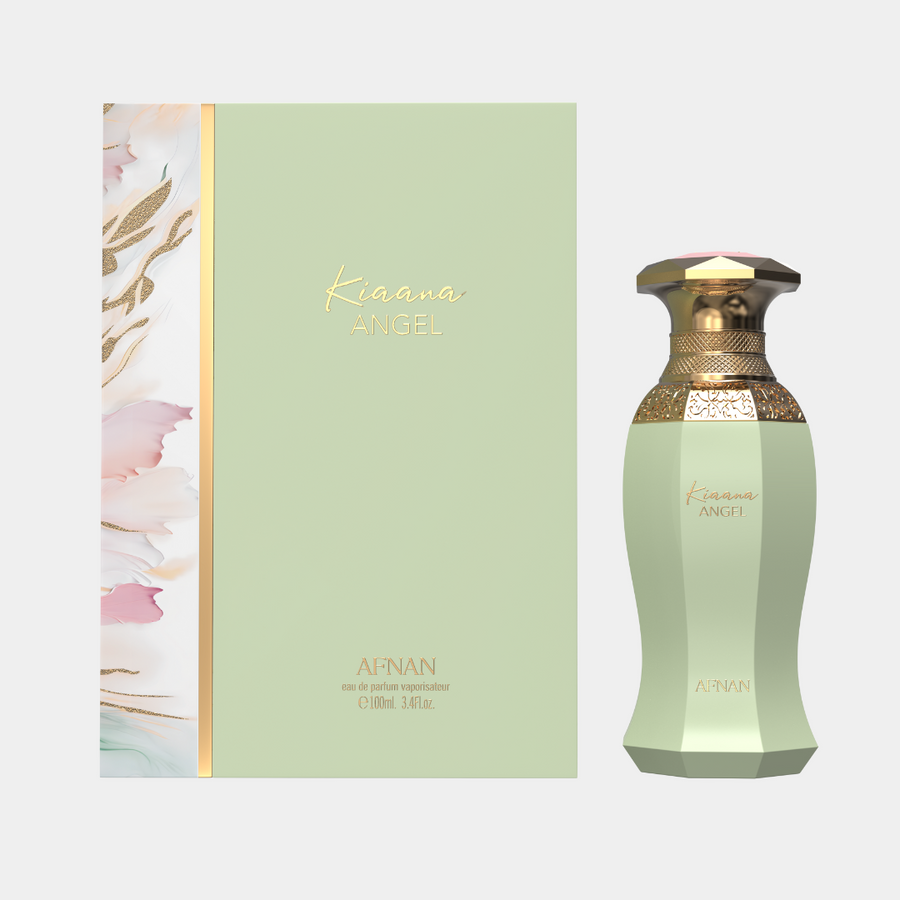 Kiaana
ANGEL
AFNAN
eau de parfum vaporisateur
℮100ml. 3.4Fl.oz.
Kiaana
ANGEL
AFNAN